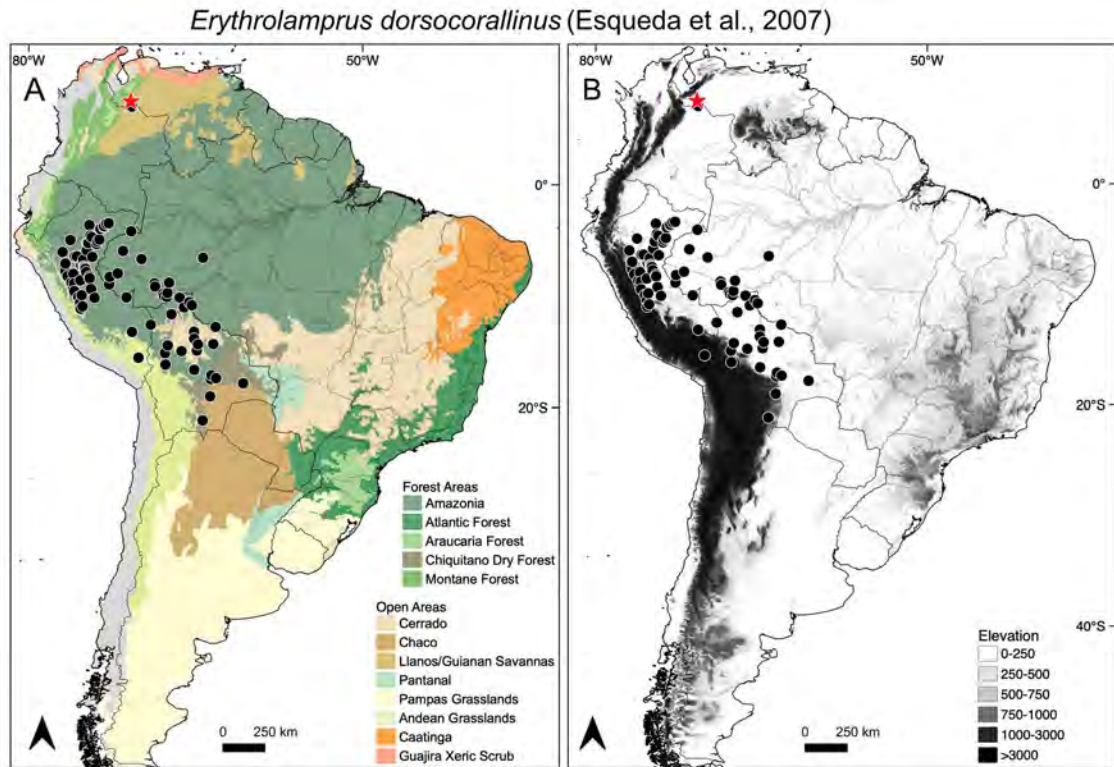 Erythrolamprus dorsocorallinus (Esqueda et al., 2007)
A
80°W
50°W
0°
20°S
Forest Areas
Amazonia
Atlantic Forest
Araucaria Forest
Chiquitano Dry Forest
Montane Forest
Open Areas
Cerrado
Chaco
Llanos/Guianan Savannas
Pantanal
Pampas Grasslands
Andean Grasslands
Caatinga
Guajira Xeric Scrub
0 250 km
B
80°W
50°W
0°
20°S
40°S
Elevation
0-250
250-500
500-750
750-1000
1000-3000
>3000
0 250 km